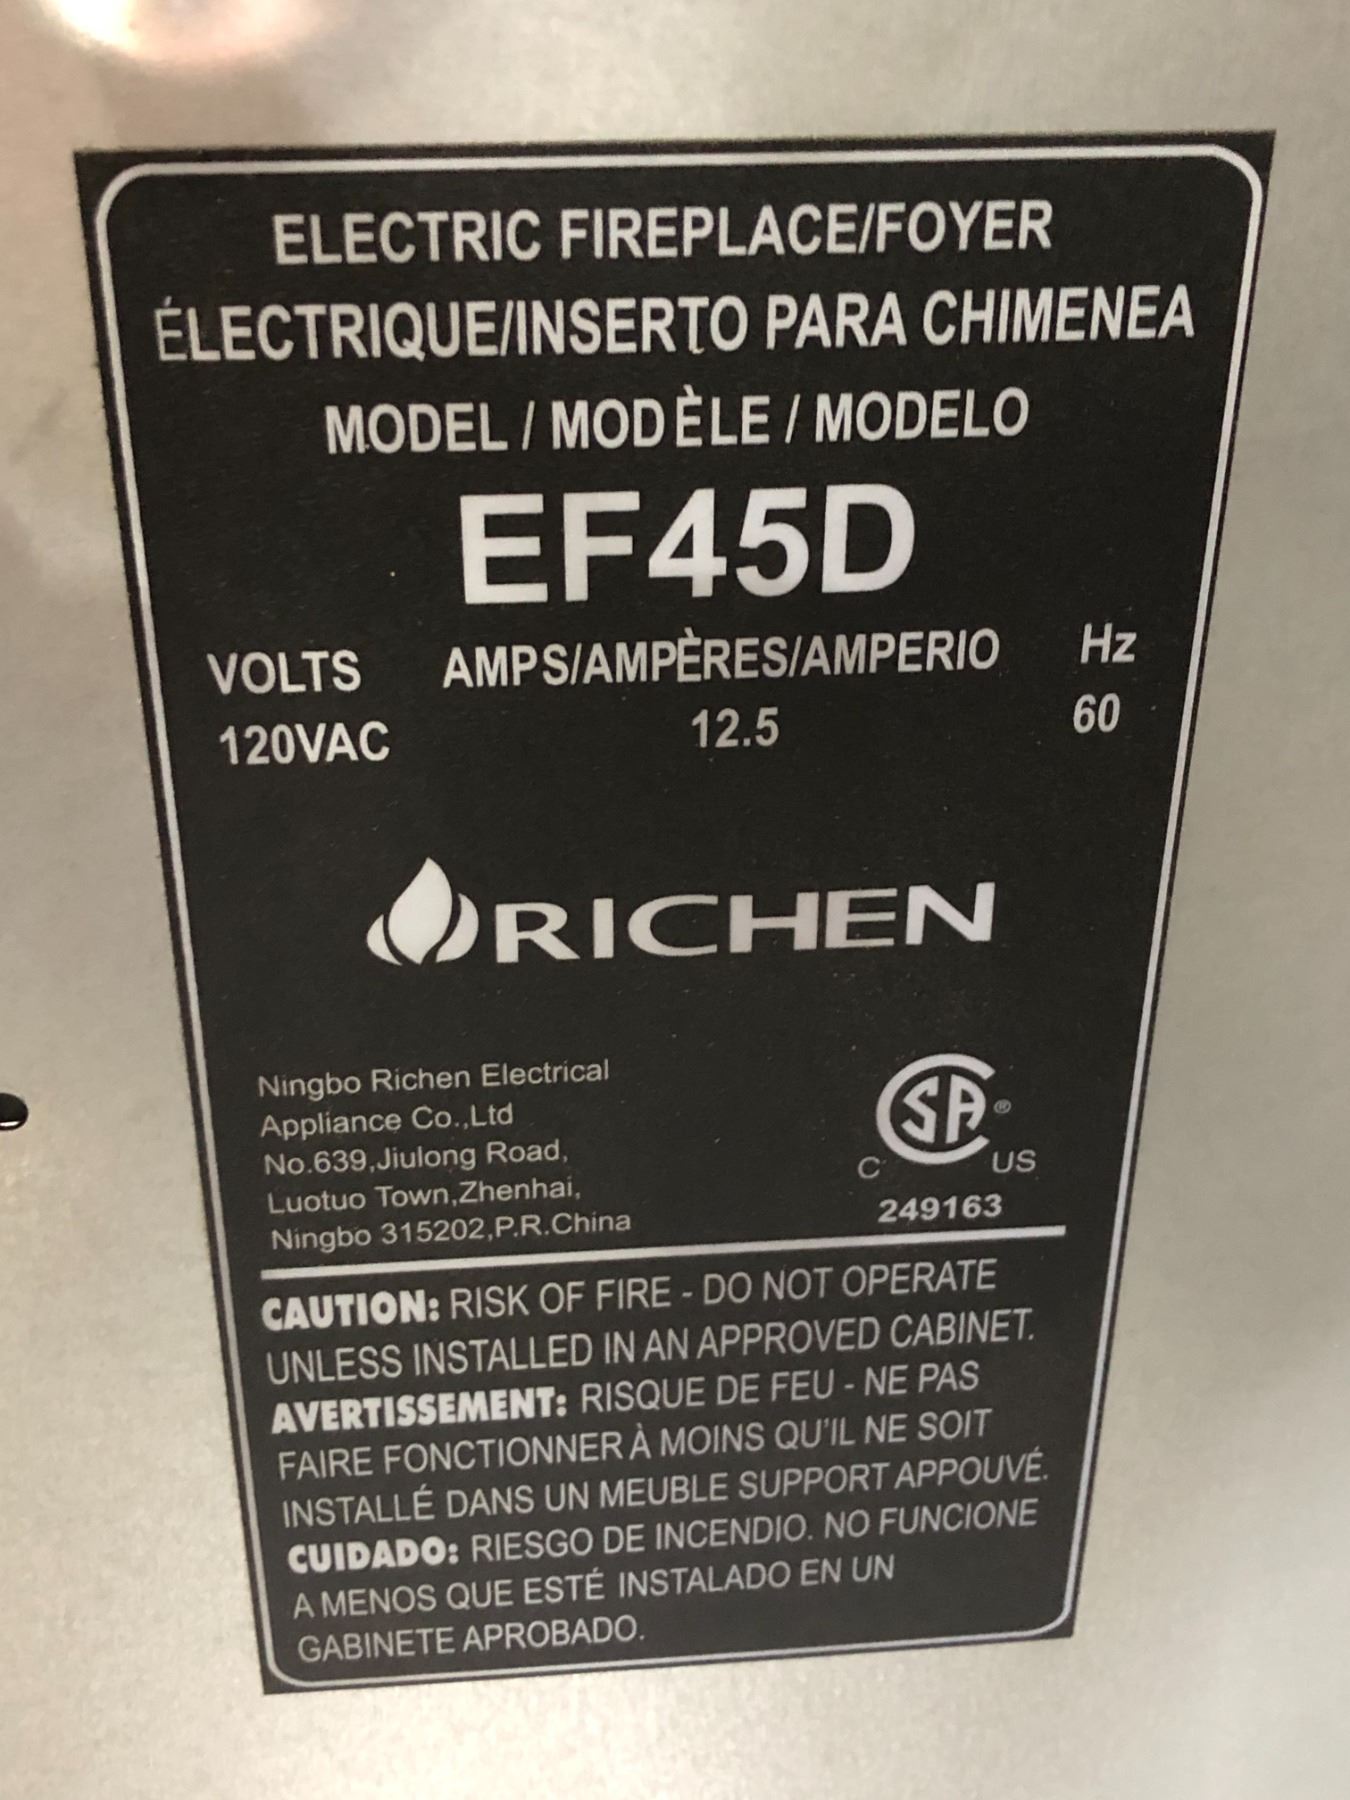 ELECTRIC FIREPLACE/FOYER
ÉLECTRIQUE/INSERTO PARA CHIMENEA
MODEL / MODÈLE / MODELO
EF45D
VOLTS AMPS/AMPÈRES/AMPERIO Hz
120VAC 12.5 60
RICHEN
Ningbo Richen Electrical
Appliance Co.,Ltd
No.639,Jiulong Road,
Luotuo Town,Zhenhai,
Ningbo 315202,P.R.China
CSA®
C US
249163
CAUTION: RISK OF FIRE - DO NOT OPERATE
UNLESS INSTALLED IN AN APPROVED CABINET.
AVERTISSEMENT: RISQUE DE FEU - NE PAS
FAIRE FONCTIONNER À MOINS QU'IL NE SOIT
INSTALLÉ DANS UN MEUBLE SUPPORT APPOUVÉ.
CUIDADO: RIESGO DE INCENDIO. NO FUNCIONE
A MENOS QUE ESTÉ INSTALADO EN UN
GABINETE APROBADO.